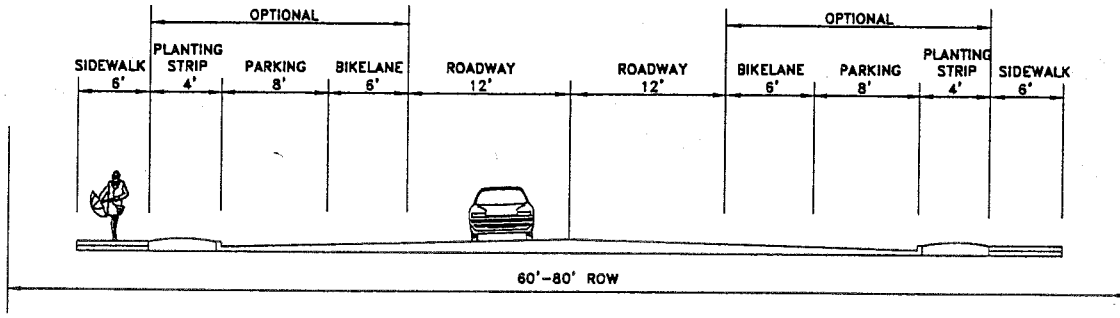 OPTIONAL OPTIONAL
PLANTING PLANTING
SIDEWALK STRIP PARKING BIKELANE ROADWAY ROADWAY BIKELANE PARKING STRIP SIDEWALK
6' 4' 8' 6' 12' 12' 6' 8' 4' 6'
60'-80' ROW